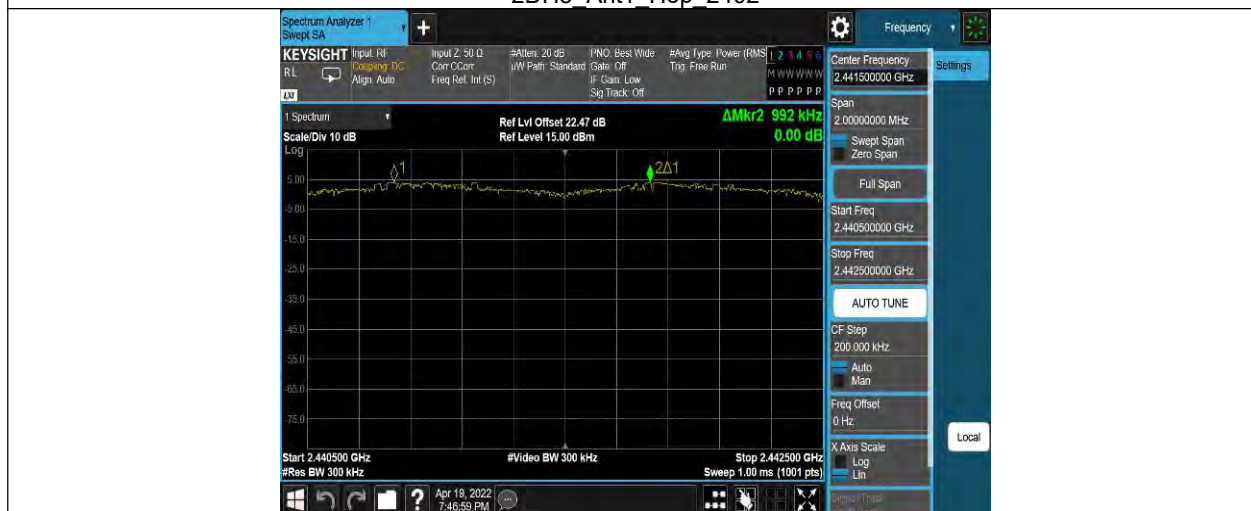 Spectrum Analyzer 1
Swept SA
+
Frequency
KEYSIGHT
RL
LXI
Input: RF
Coupling: DC
Align: Auto
Input Z: 50 Ω
Corr CCorr
Freq Ref: Int (S)
#Atten: 20 dB
µW Path: Standard
PNO: Best Wide
Gate: Off
IF Gain: Low
Sig Track: Off
#Avg Type: Power (RMS
Trig: Free Run
1 2 3 4 5 6
M W W W W W
P P P P P P
Center Frequency
2.441500000 GHz
Settings
1 Spectrum
Scale/Div 10 dB
Ref Lvl Offset 22.47 dB
Ref Level 15.00 dBm
ΔMkr2 992 kHz
0.00 dB
Span
2.00000000 MHz
Swept Span
Zero Span
Full Span
Start Freq
2.440500000 GHz
Stop Freq
2.442500000 GHz
AUTO TUNE
CF Step
200.000 kHz
Auto
Man
Freq Offset
0 Hz
X Axis Scale
Log
Lin
Local
Log
1
2Δ1
5.00
-5.00
-15.0
-25.0
-35.0
-45.0
-55.0
-65.0
-75.0
Start 2.440500 GHz
#Res BW 300 kHz
#Video BW 300 kHz
Stop 2.442500 GHz
Sweep 1.00 ms (1001 pts)
?
Apr 19, 2022
7:46:59 PM